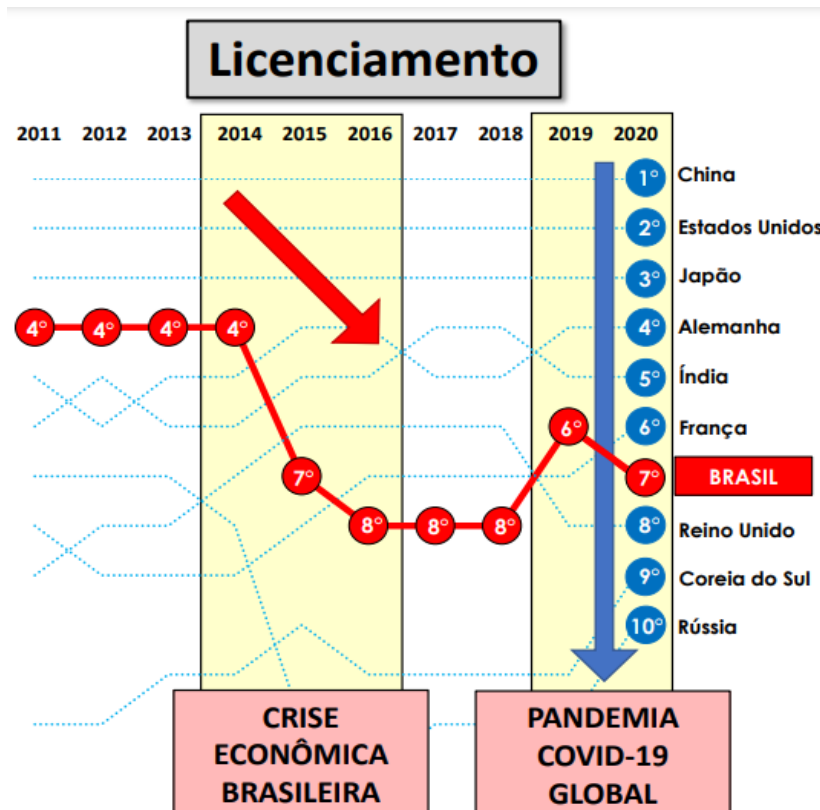 Licenciamento
2011 2012 2013 2014 2015 2016 2017 2018 2019 2020
1° China
2° Estados Unidos
3° Japão
4° 4° 4° 4° 4° Alemanha
5° Índia
6° 6° França
7° 7° BRASIL
8° 8° 8° 8° Reino Unido
9° Coreia do Sul
10° Rússia
CRISE
ECONÔMICA
BRASILEIRA
PANDEMIA
COVID-19
GLOBAL